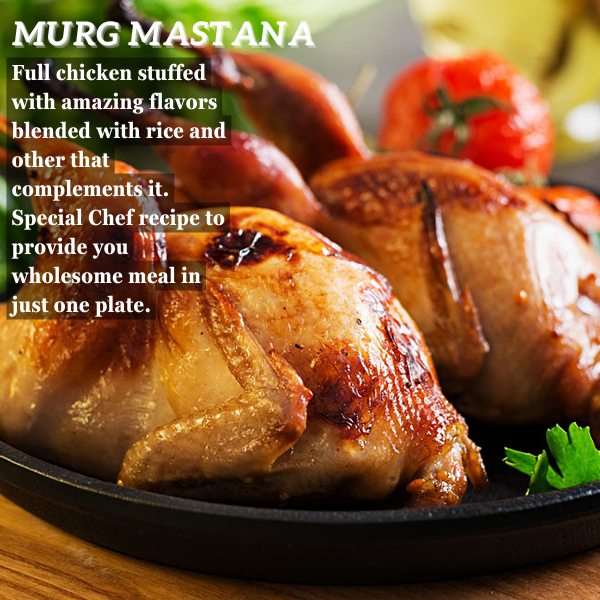 MURG MASTANA
Full chicken stuffed
with amazing flavors
blended with rice and
other that
complements it.
Special Chef recipe to
provide you
wholesome meal in
just one plate.